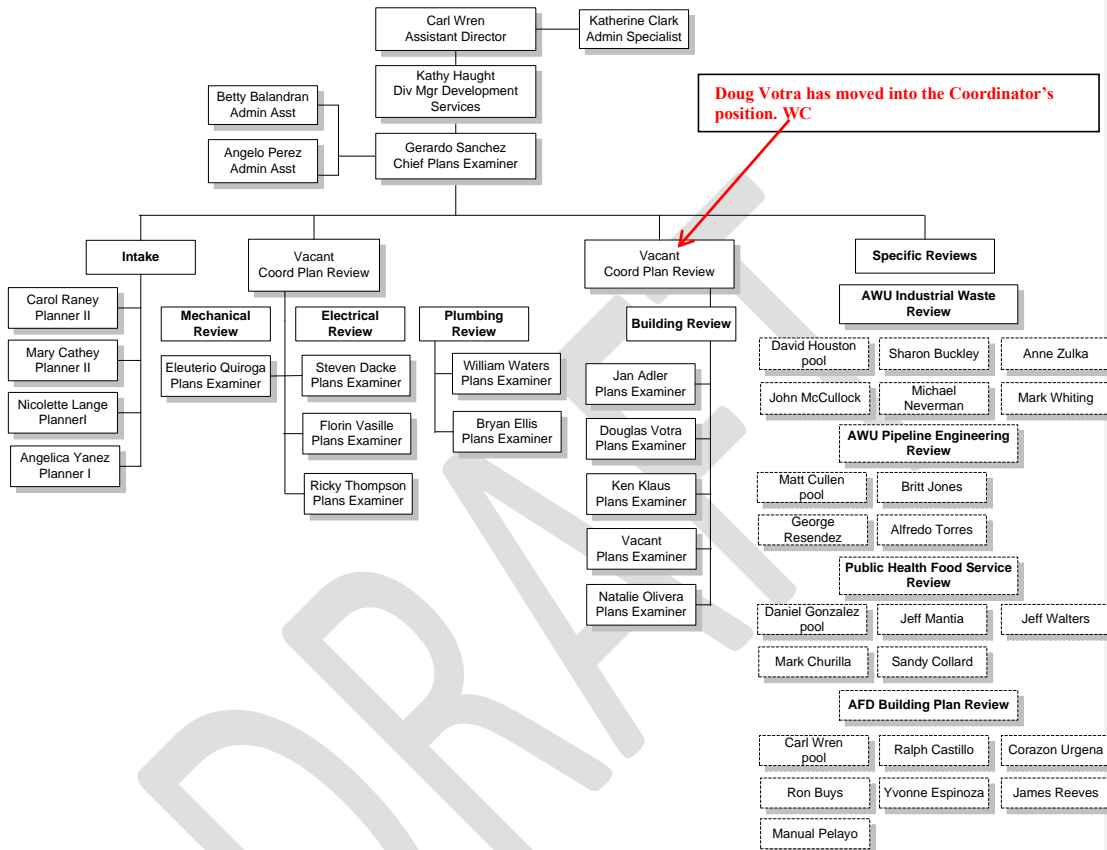 Carl Wren
Assistant Director
Katherine Clark
Admin Specialist
Kathy Haught
Div Mgr Development
Services
Betty Balandran
Admin Asst
Angelo Perez
Admin Asst
Gerardo Sanchez
Chief Plans Examiner
Doug Votra has moved into the Coordinator's
position. WC
Intake
Carol Raney
Planner II
Mary Cathey
Planner II
Nicolette Lange
PlannerI
Angelica Yanez
Planner I
Vacant
Coord Plan Review
Mechanical
Review
Eleuterio Quiroga
Plans Examiner
Electrical
Review
Steven Dacke
Plans Examiner
Florin Vasille
Plans Examiner
Ricky Thompson
Plans Examiner
Plumbing
Review
William Waters
Plans Examiner
Bryan Ellis
Plans Examiner
Vacant
Coord Plan Review
Building Review
Jan Adler
Plans Examiner
Douglas Votra
Plans Examiner
Ken Klaus
Plans Examiner
Vacant
Plans Examiner
Natalie Olivera
Plans Examiner
Specific Reviews
AWU Industrial Waste
Review
David Houston
pool
Sharon Buckley
Anne Zulka
John McCullock
Michael
Neverman
Mark Whiting
AWU Pipeline Engineering
Review
Matt Cullen
pool
Britt Jones
George
Resendez
Alfredo Torres
Public Health Food Service
Review
Daniel Gonzalez
pool
Jeff Mantia
Jeff Walters
Mark Churilla
Sandy Collard
AFD Building Plan Review
Carl Wren
pool
Ralph Castillo
Corazon Urgena
Ron Buys
Yvonne Espinoza
James Reeves
Manual Pelayo
DRAFT